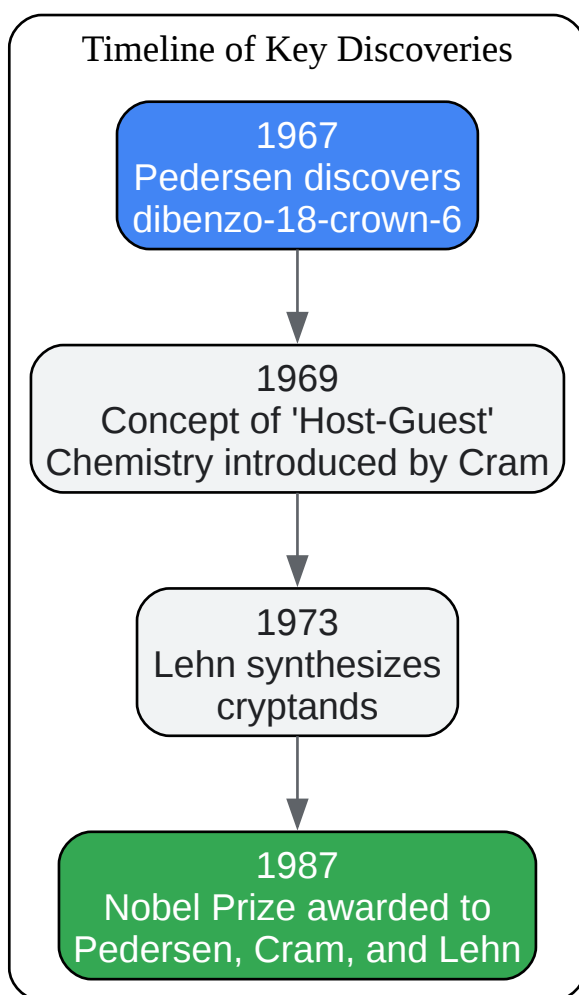 Timeline of Key Discoveries
1967
Pedersen discovers
dibenzo-18-crown-6
1969
Concept of 'Host-Guest'
Chemistry introduced by Cram
1973
Lehn synthesizes
cryptands
1987
Nobel Prize awarded to
Pedersen, Cram, and Lehn